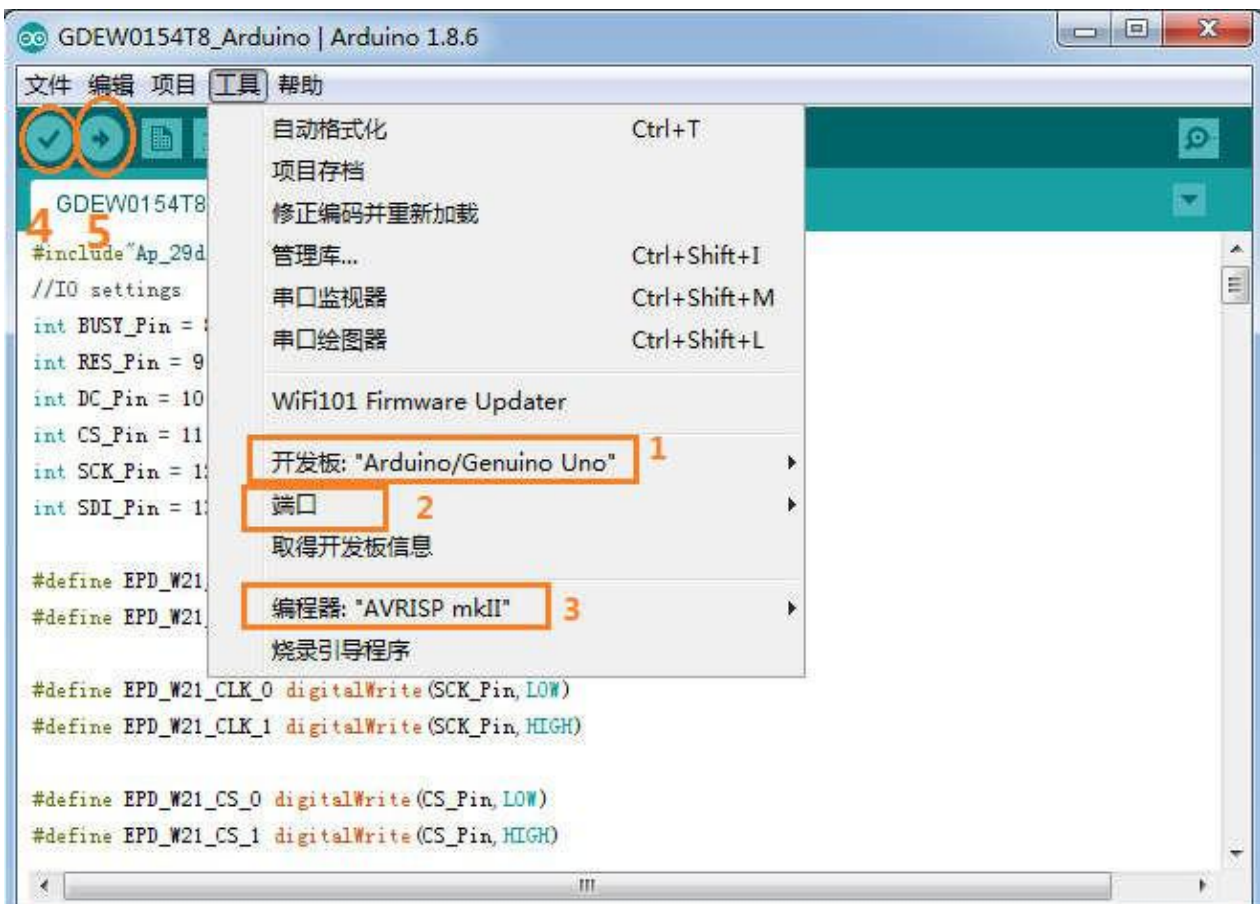 GDEW0154T8_Arduino | Arduino 1.8.6
文件 编辑 项目 工具 帮助
自动格式化 Ctrl+T
项目存档
修正编码并重新加载
管理库... Ctrl+Shift+I
串口监视器 Ctrl+Shift+M
串口绘图器 Ctrl+Shift+L
WiFi101 Firmware Updater
开发板: "Arduino/Genuino Uno" 1
端口 2
取得开发板信息
编程器: "AVRISP mkII" 3
烧录引导程序
GDEW0154T8
4 5
#include"Ap_29d
//IO settings
int BUSY_Pin =
int RES_Pin = 9
int DC_Pin = 10
int CS_Pin = 11
int SCK_Pin = 1
int SDI_Pin = 1
#define EPD_W21_
#define EPD_W21_
#define EPD_W21_CLK_0 digitalWrite(SCK_Pin,LOW)
#define EPD_W21_CLK_1 digitalWrite(SCK_Pin,HIGH)
#define EPD_W21_CS_0 digitalWrite(CS_Pin,LOW)
#define EPD_W21_CS_1 digitalWrite(CS_Pin,HIGH)